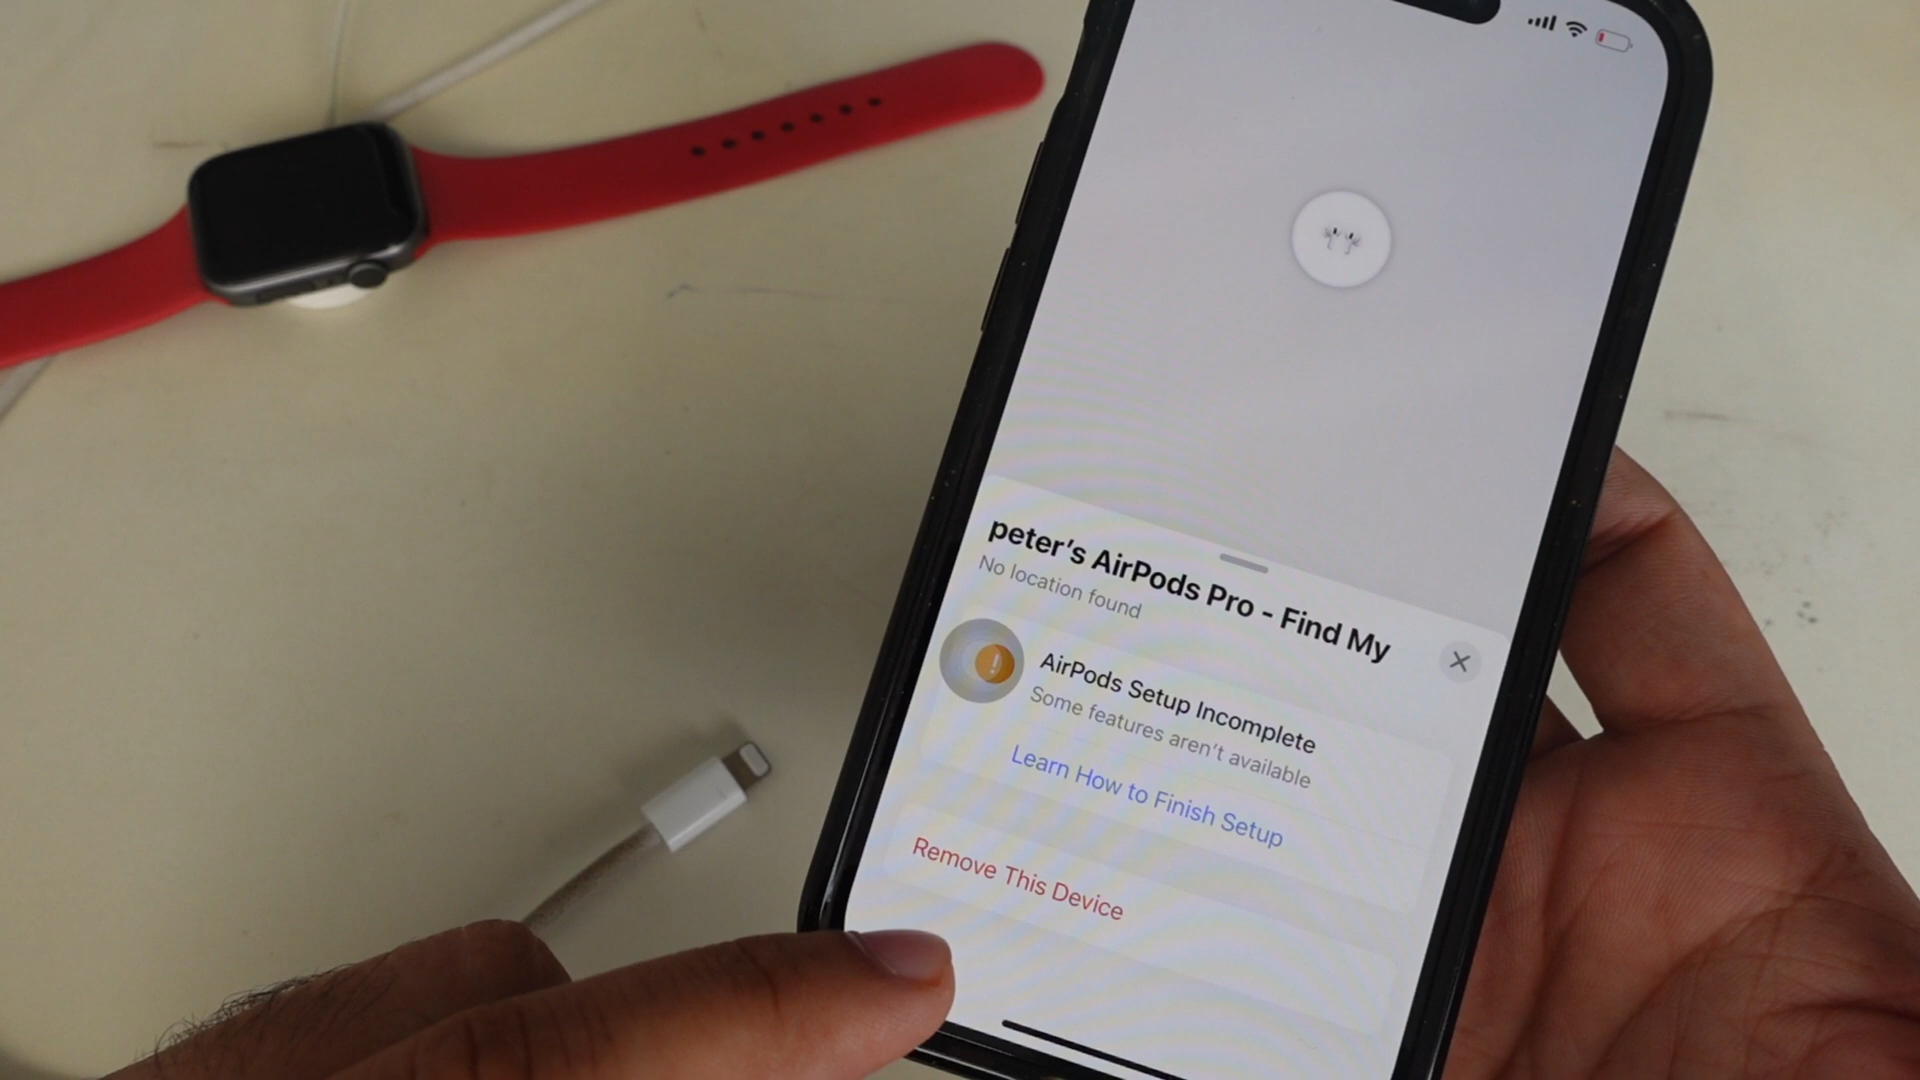 peter’s AirPods Pro - Find My
No location found
AirPods Setup Incomplete
Some features aren’t available
Learn How to Finish Setup
Remove This Device